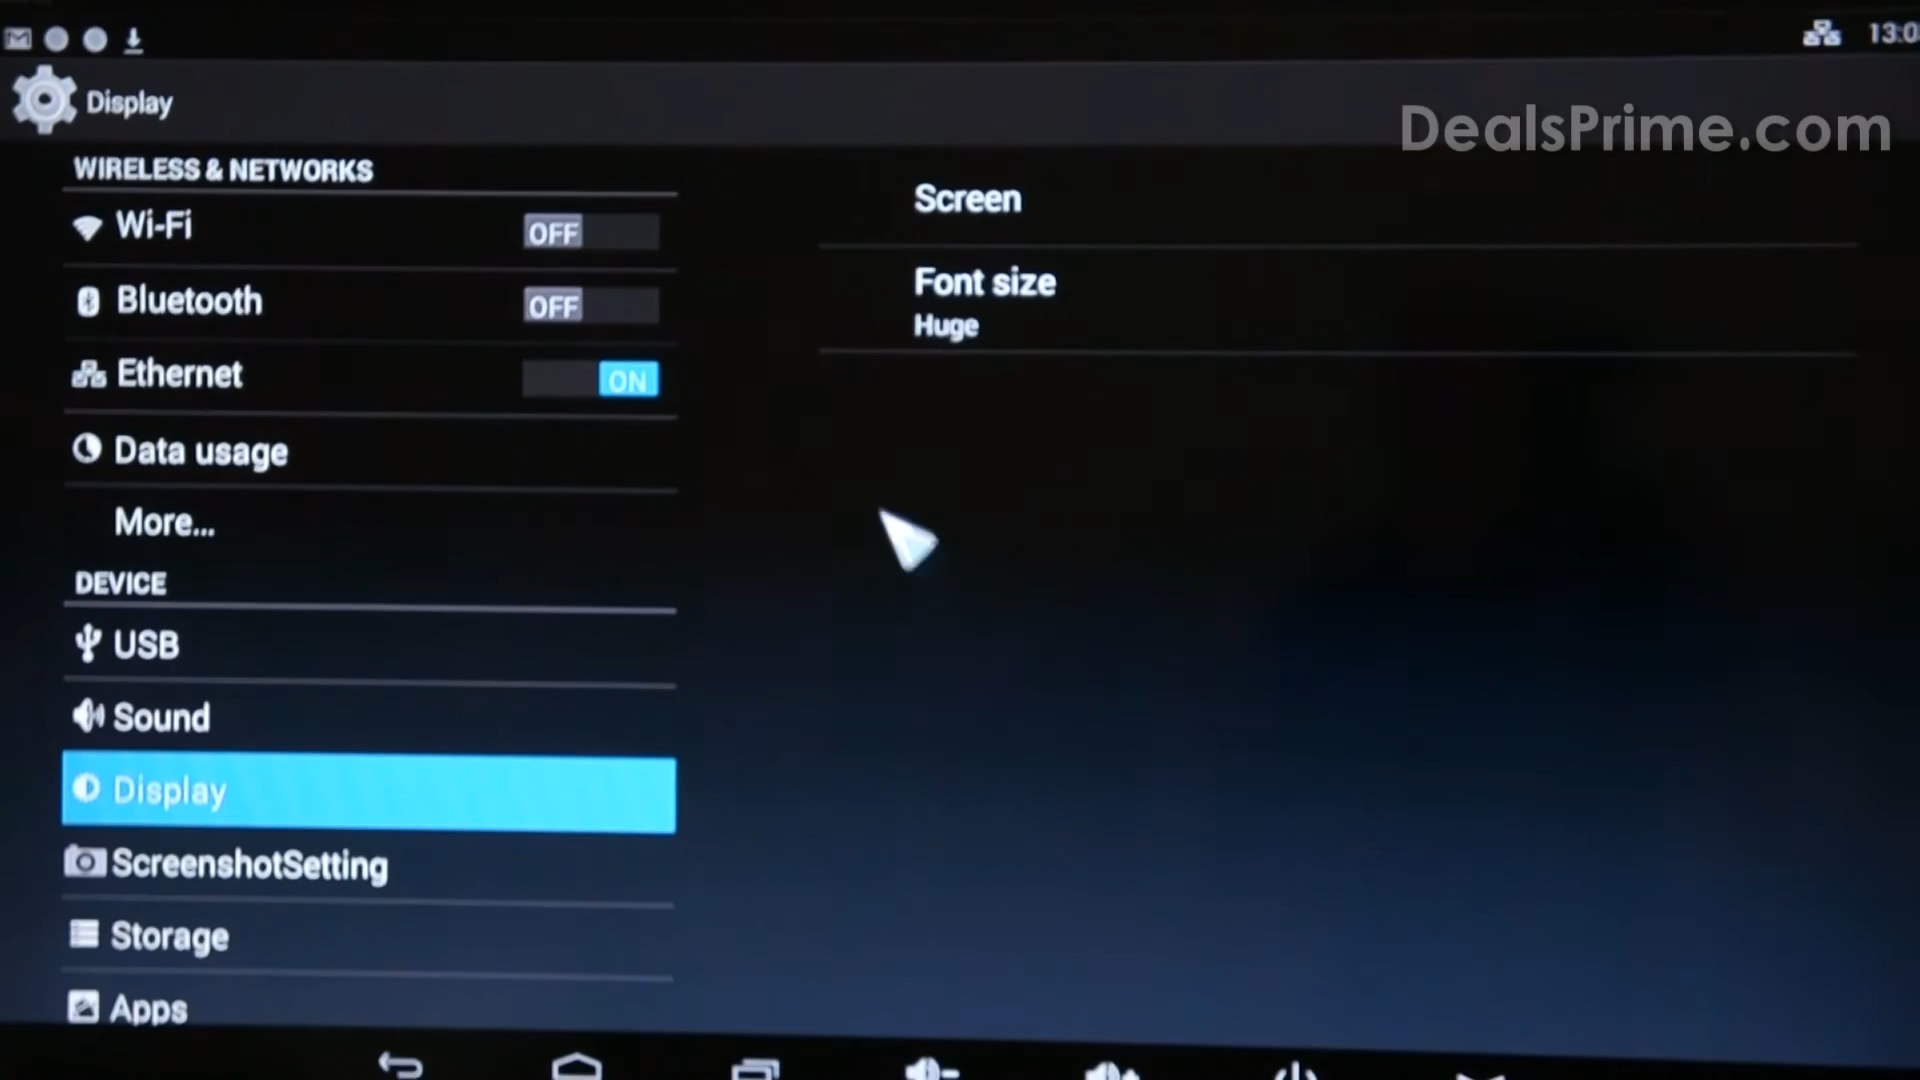 Display
DealsPrime.com
WIRELESS & NETWORKS
Wi-Fi
OFF
Bluetooth
OFF
Ethernet
ON
Data usage
More...
DEVICE
USB
Sound
Display
ScreenshotSetting
Storage
Apps
Screen
Font size
Huge